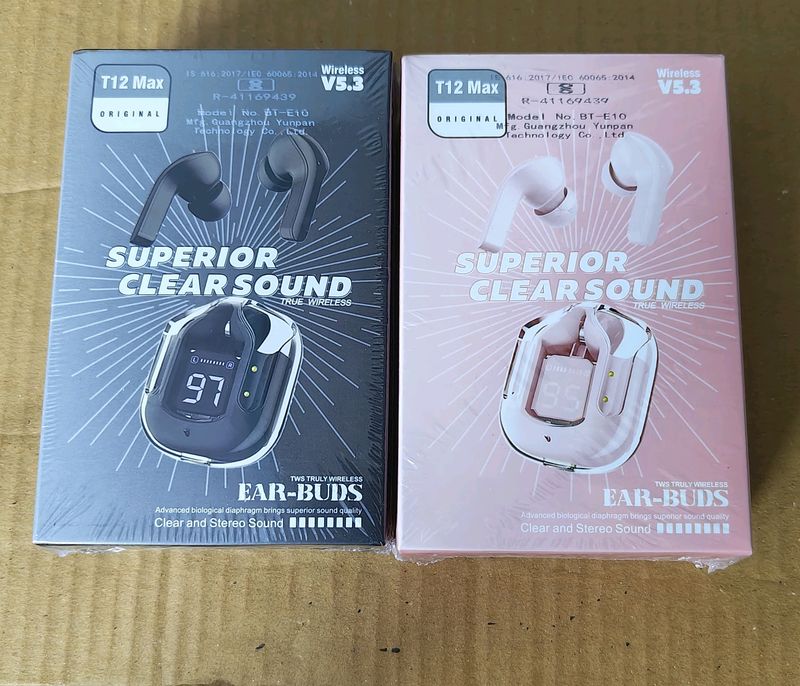 T12 Max
ORIGINAL
IS 616:2017/IEC 60065:2014
R-41169439
Model No. BT-E10
Mfg. Guangzhou Yunpan
Technology Co., Ltd.
Wireless
V5.3
SUPERIOR
CLEAR SOUND
TRUE WIRELESS
L R
97
TWS TRULY WIRELESS
EAR-BUDS
Advanced biological diaphragm brings superior sound quality
Clear and Stereo Sound
T12 Max
ORIGINAL
616:2017/IEC 60065:2014
R-41169439
Model No. BT-E10
Mfg. Guangzhou Yunpan
Technology Co., Ltd
Wireless
V5.3
SUPERIOR
CLEAR SOUND
TRUE WIRELESS
TWS TRULY WIRELESS
EAR-BUDS
Advanced biological diaphragm brings superior sound quality
Clear and Stereo Sound